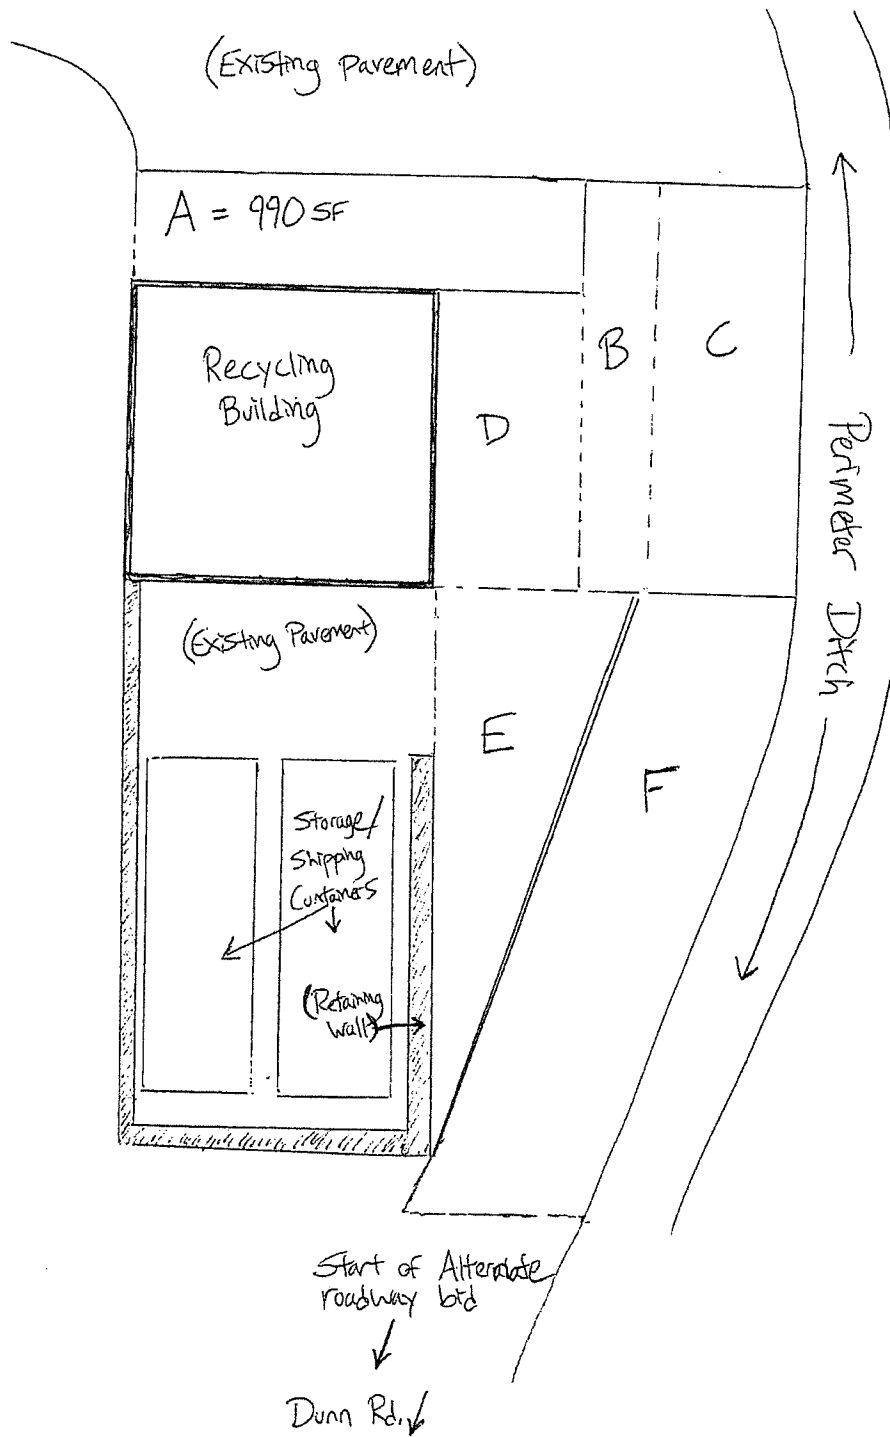 (Existing pavement)
A = 990 SF
Recycling
Building
B
C
D
Perimeter Ditch
(Existing Pavement)
E
F
Storage/
Shipping
Containers
(Retaining
Wall)
Start of Alternate
roadway bid
Dunn Rd.